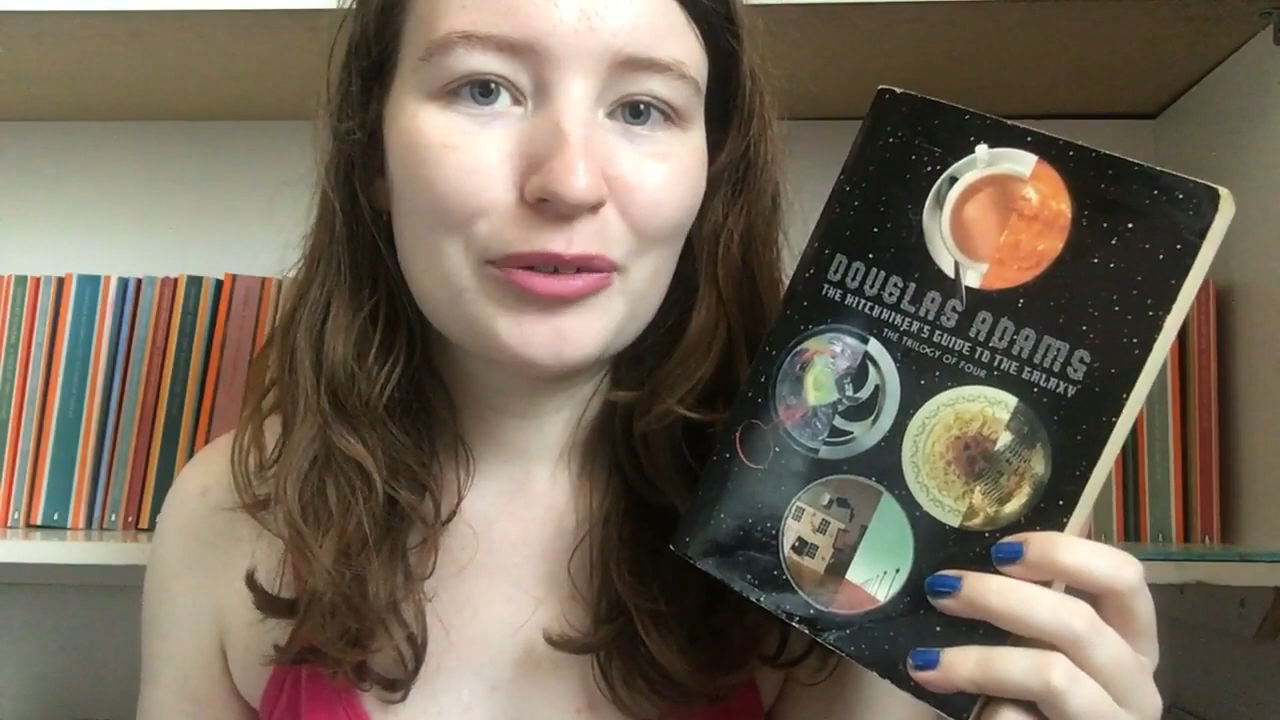 DOUGLAS ADAMS
THE HITCHHIKER'S GUIDE TO THE GALAXY
THE TRILOGY OF FOUR